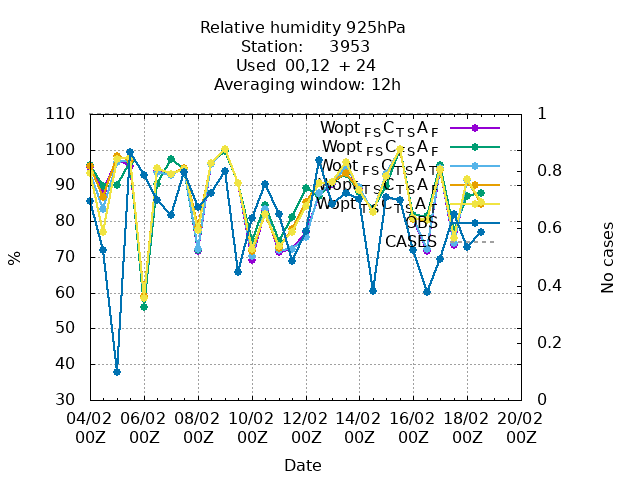 Relative humidity 925hPa
Station: 3953
Used 00,12 + 24
Averaging window: 12h
110
100
90
80
70
60
50
40
30
%
1
0.8
0.6
0.4
0.2
0
No cases
Wopt FS C T S A F
Wopt FS C S A F
Wopt FS C T S A T
Wopt TS C T S A F
Wopt
OBS
CASES
04/02 06/02 08/02 10/02 12/02 14/02 16/02 18/02 20/02
00Z 00Z 00Z 00Z 00Z 00Z 00Z 00Z 00Z
Date